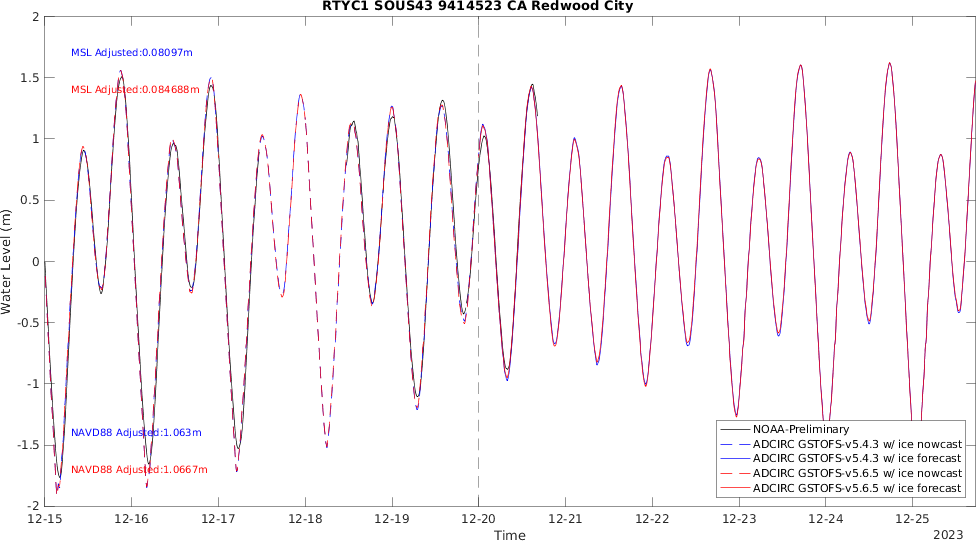 RTYC1 SOUS43 9414523 CA Redwood City
2
1.5
1
0.5
0
-0.5
-1
-1.5
-2
Water Level (m)
MSL Adjusted:0.08097m
MSL Adjusted:0.084688m
NAVD88 Adjusted:1.063m
NAVD88 Adjusted:1.0667m
NOAA-Preliminary
ADCIRC GSTOFS-v5.4.3 w/ ice nowcast
ADCIRC GSTOFS-v5.4.3 w/ ice forecast
ADCIRC GSTOFS-v5.6.5 w/ ice nowcast
ADCIRC GSTOFS-v5.6.5 w/ ice forecast
12-15 12-16 12-17 12-18 12-19 12-20 12-21 12-22 12-23 12-24 12-25
Time
2023